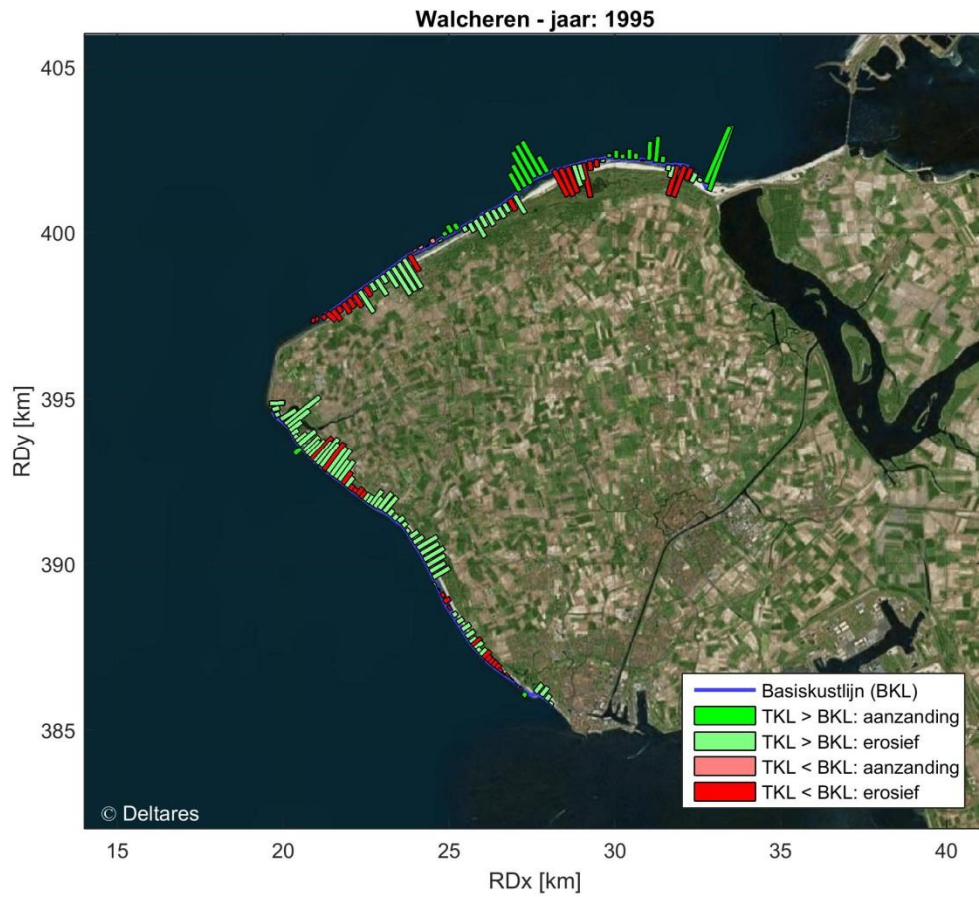 Walcheren - jaar: 1995
405
400
395
390
385
RDy [km]
Basiskustlijn (BKL)
TKL > BKL: aanzanding
TKL > BKL: erosief
TKL < BKL: aanzanding
TKL < BKL: erosief
© Deltares
15 20 25 30 35 40
RDx [km]